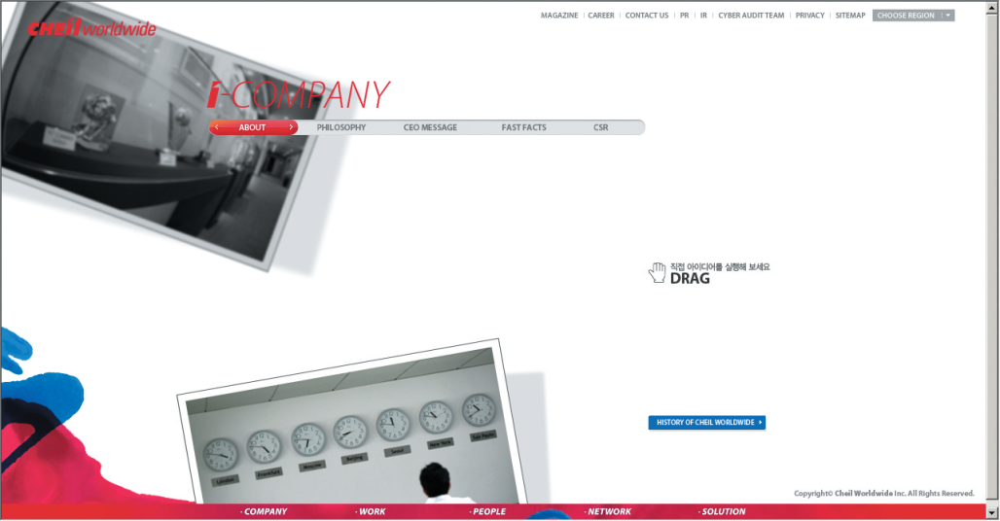 MAGAZINE | CAREER | CONTACT US | PR | IR | CYBER AUDIT TEAM | PRIVACY | SITEMAP CHOOSE REGION
CHEIL worldwide
i-COMPANY
ABOUT PHILOSOPHY CEO MESSAGE FAST FACTS CSR
직접 아이디어를 실행해 보세요
DRAG
HISTORY OF CHEIL WORLDWIDE
London Frankfurt Moscow Beijing Seoul New York Sao Paulo
Copyright© Cheil Worldwide Inc. All Rights Reserved.
· COMPANY · WORK · PEOPLE · NETWORK · SOLUTION